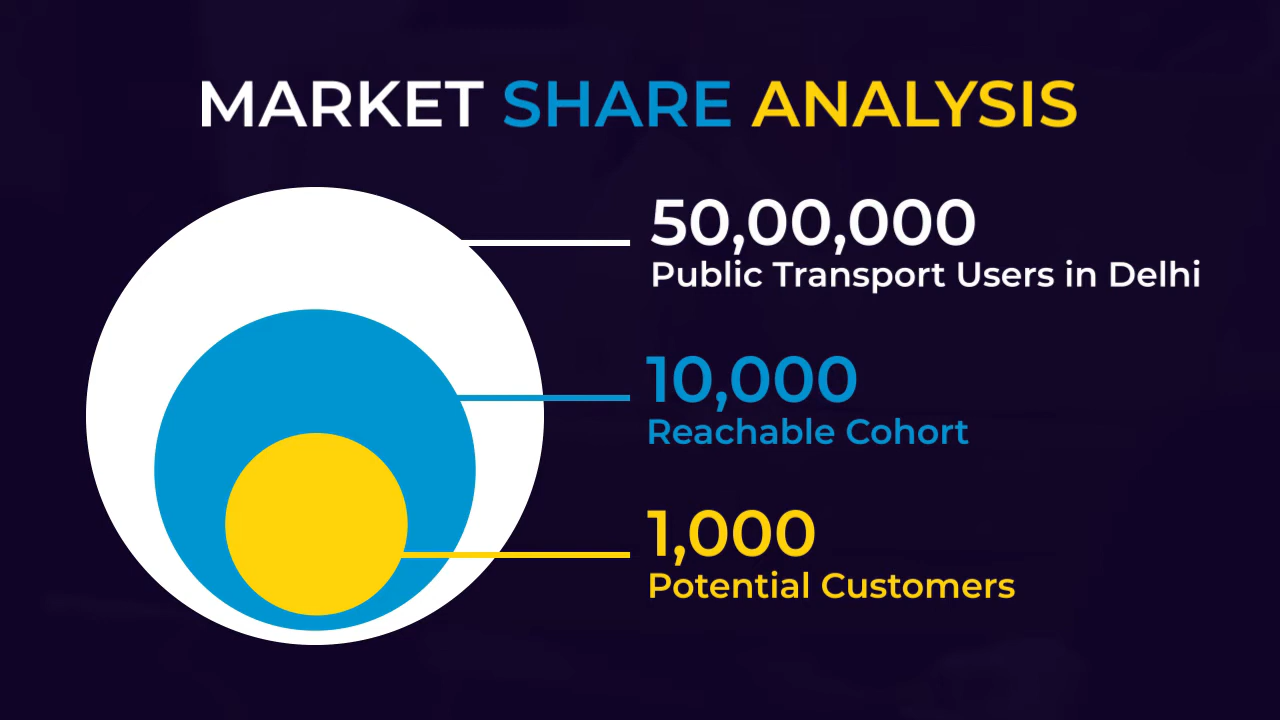 MARKET SHARE ANALYSIS
50,00,000
Public Transport Users in Delhi
10,000
Reachable Cohort
1,000
Potential Customers